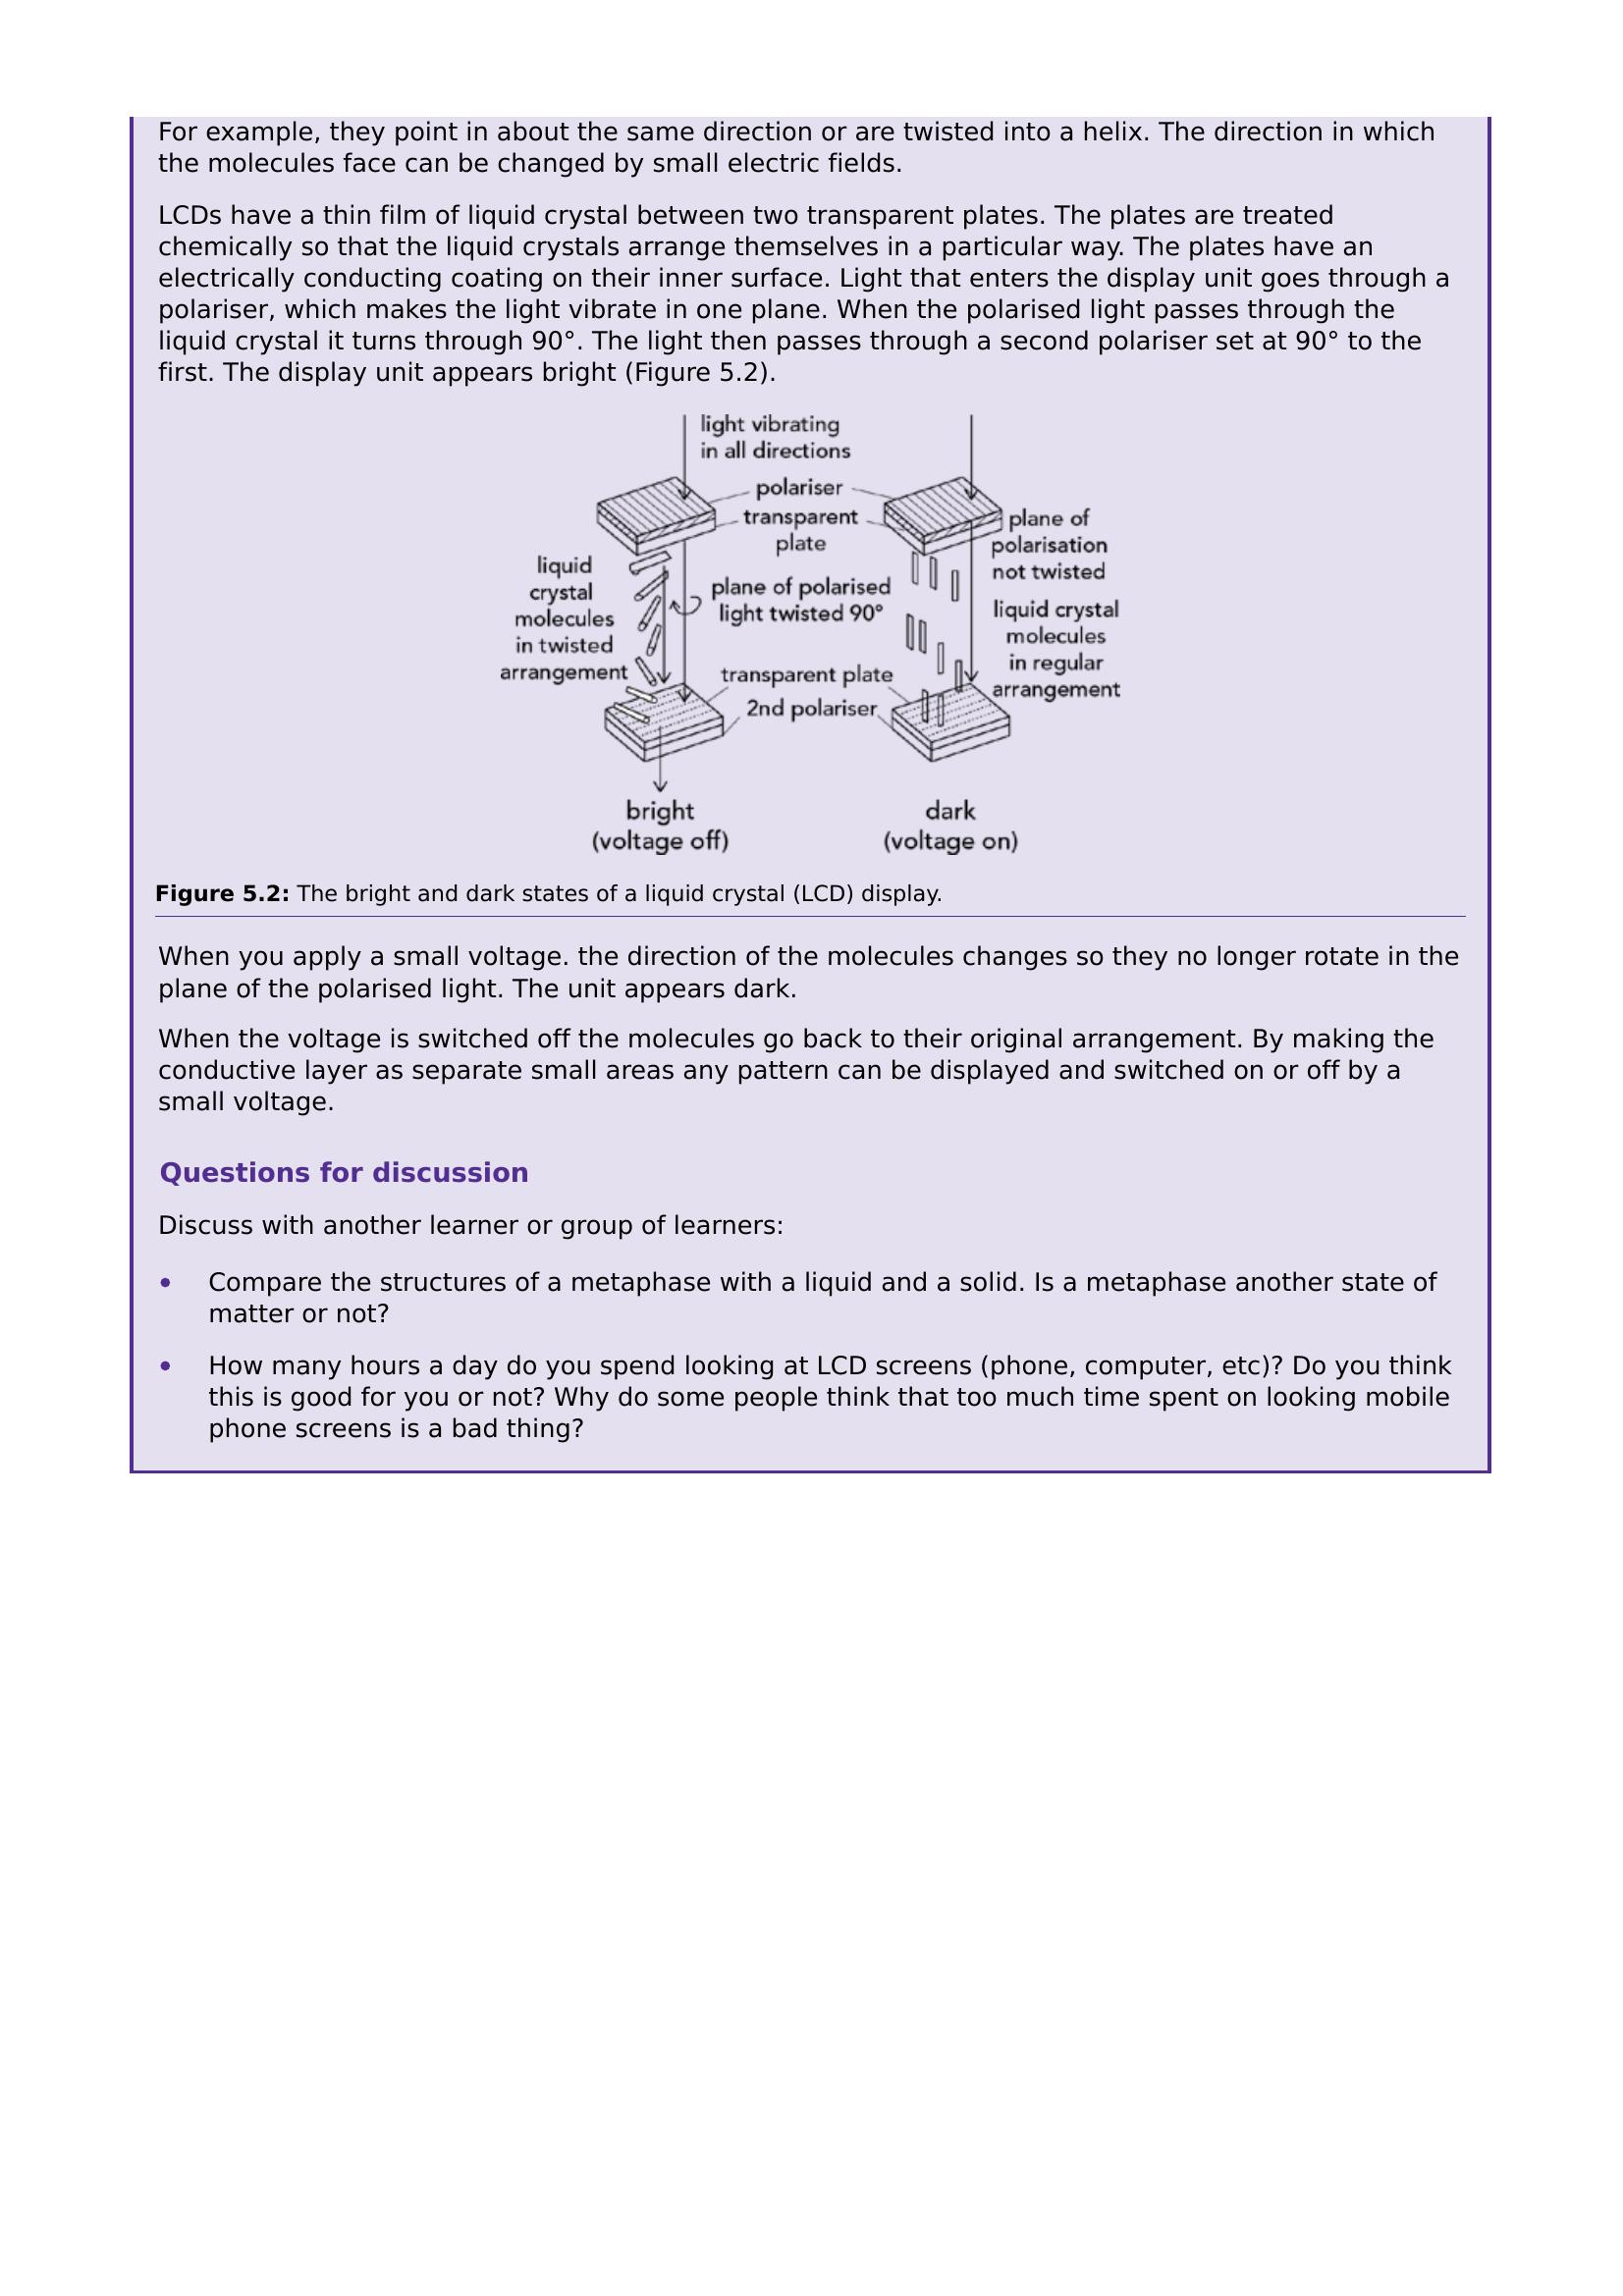 For example, they point in about the same direction or are twisted into a helix. The direction in which
the molecules face can be changed by small electric fields.
LCDs have a thin film of liquid crystal between two transparent plates. The plates are treated
chemically so that the liquid crystals arrange themselves in a particular way. The plates have an
electrically conducting coating on their inner surface. Light that enters the display unit goes through a
polariser, which makes the light vibrate in one plane. When the polarised light passes through the
liquid crystal it turns through 90°. The light then passes through a second polariser set at 90° to the
first. The display unit appears bright (Figure 5.2).
light vibrating
in all directions
polariser
transparent
plate
plane of
polarisation
not twisted
liquid
crystal
molecules
in twisted
arrangement
plane of polarised
light twisted 90°
liquid crystal
molecules
in regular
arrangement
transparent plate
2nd polariser
bright
(voltage off)
dark
(voltage on)
Figure 5.2: The bright and dark states of a liquid crystal (LCD) display.
When you apply a small voltage. the direction of the molecules changes so they no longer rotate in the
plane of the polarised light. The unit appears dark.
When the voltage is switched off the molecules go back to their original arrangement. By making the
conductive layer as separate small areas any pattern can be displayed and switched on or off by a
small voltage.
Questions for discussion
Discuss with another learner or group of learners:
• Compare the structures of a metaphase with a liquid and a solid. Is a metaphase another state of
matter or not?
• How many hours a day do you spend looking at LCD screens (phone, computer, etc)? Do you think
this is good for you or not? Why do some people think that too much time spent on looking mobile
phone screens is a bad thing?